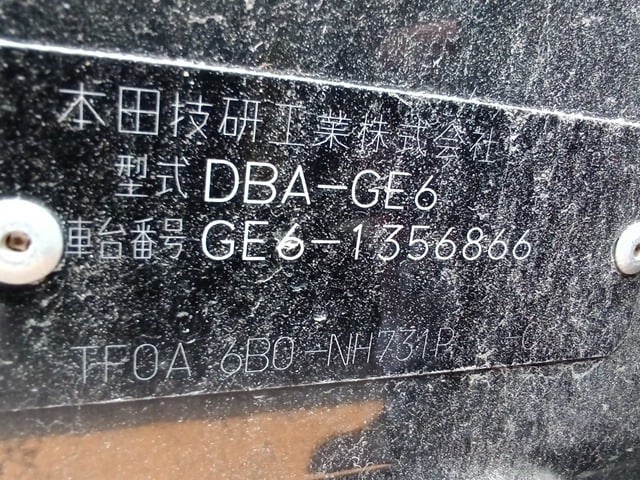 本田技研工業株式会社
型式 DBA-GE6
車台番号 GE6-1356866
TF0A 6B0-NH731P